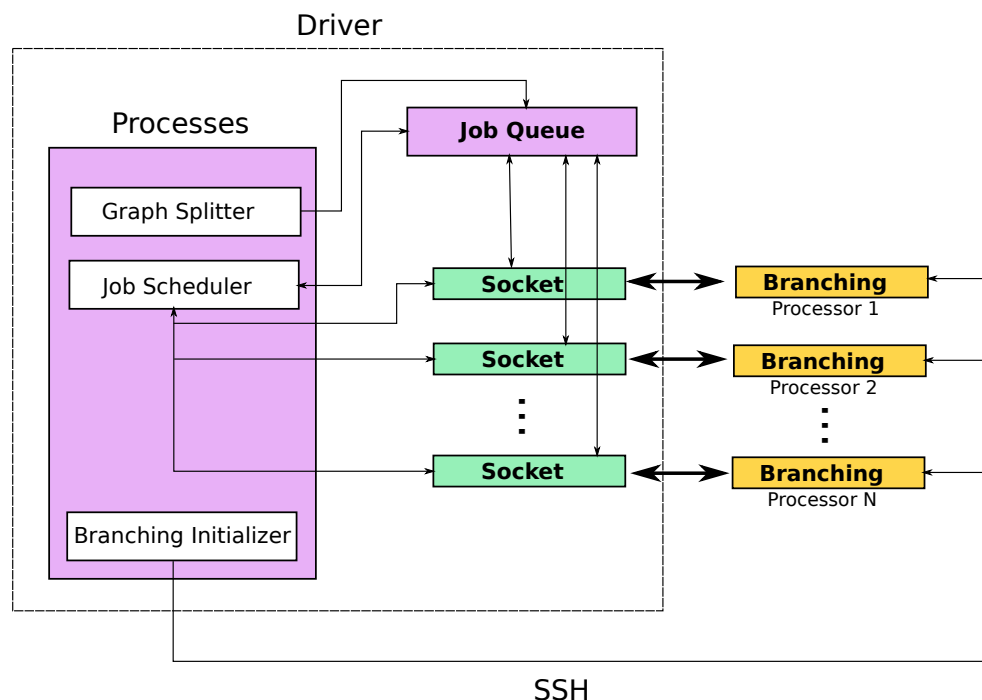 Driver
Processes
Job Queue
Graph Splitter
Job Scheduler
Socket
Branching
Processor 1
Socket
Branching
Processor 2
Socket
Branching
Processor N
Branching Initializer
SSH